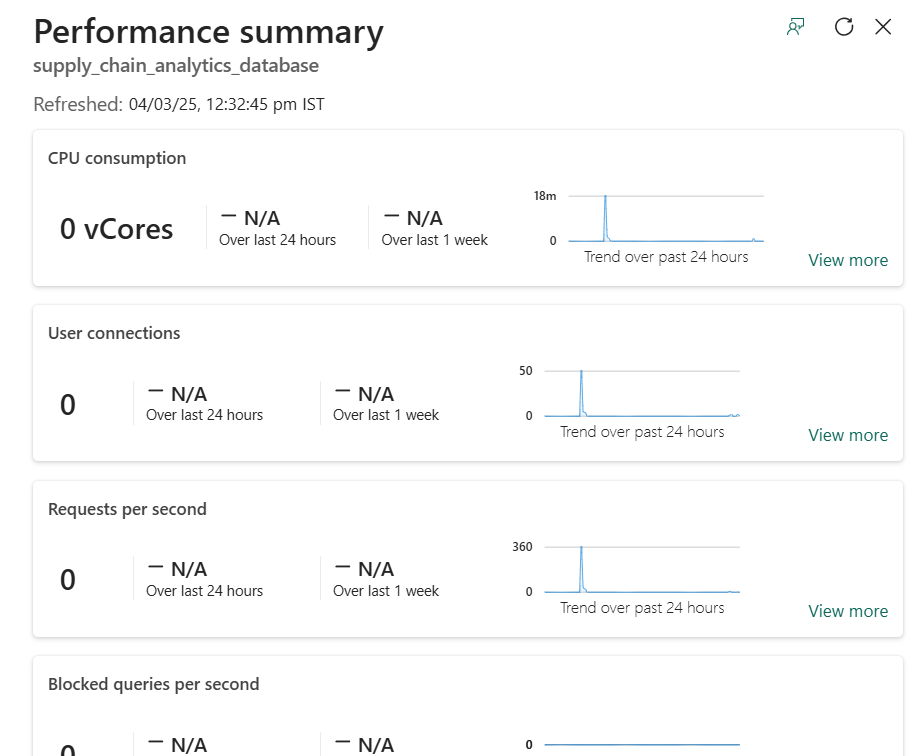 Performance summary
supply_chain_analytics_database
Refreshed: 04/03/25, 12:32:45 pm IST
CPU consumption
0 vCores
— N/A
Over last 24 hours
— N/A
Over last 1 week
18m
0
Trend over past 24 hours
View more
User connections
0
— N/A
Over last 24 hours
— N/A
Over last 1 week
50
0
Trend over past 24 hours
View more
Requests per second
0
— N/A
Over last 24 hours
— N/A
Over last 1 week
360
0
Trend over past 24 hours
View more
Blocked queries per second
0
— N/A
— N/A
0